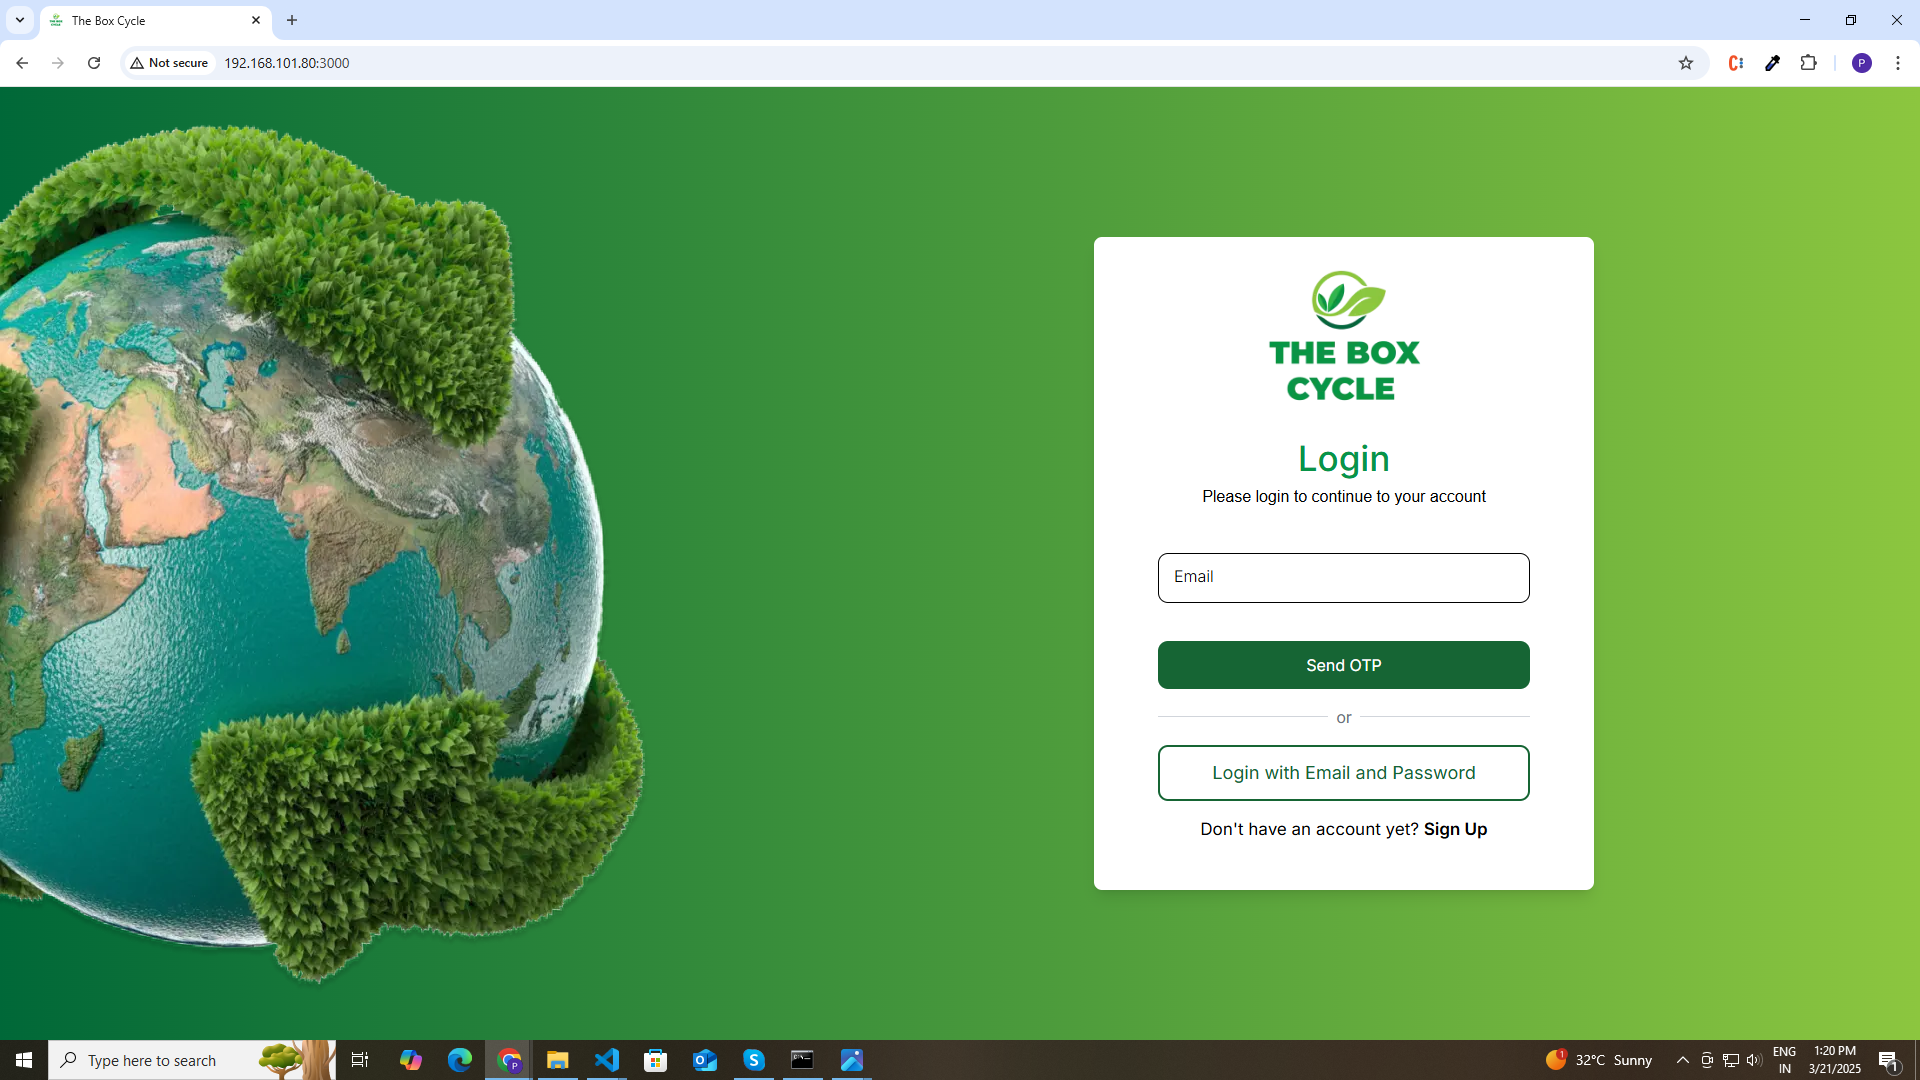 The Box Cycle
Not secure
192.168.101.80:3000
P
THE BOX
CYCLE
Login
Please login to continue to your account
Email
Send OTP
or
Login with Email and Password
Don't have an account yet? Sign Up
Type here to search
P
1
32°C Sunny
ENG
IN
1:20 PM
3/21/2025
1